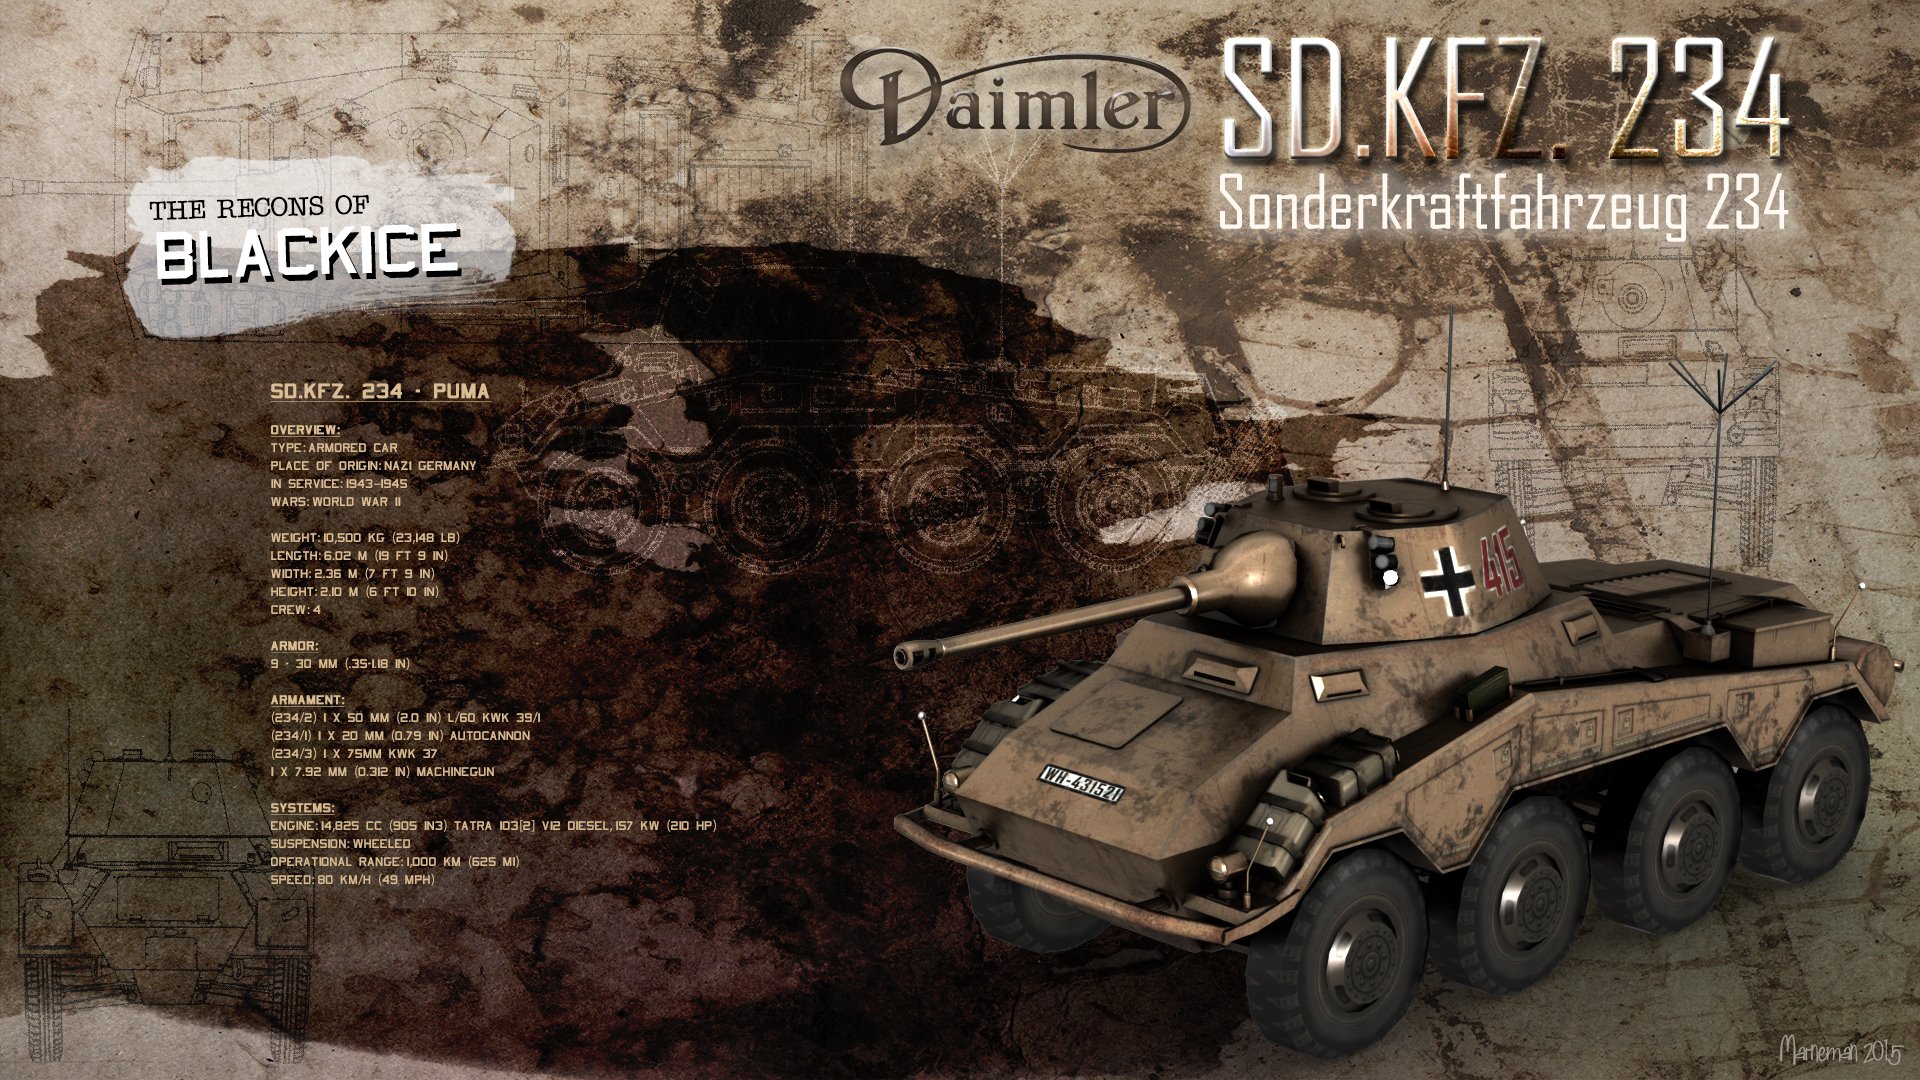 Daimler
SD.KFZ. 234
Sonderkraftfahrzeug 234
THE RECONS OF
BLACKICE
SD.KFZ. 234 - PUMA
OVERVIEW:
TYPE: ARMORED CAR
PLACE OF ORIGIN: NAZI GERMANY
IN SERVICE: 1943-1945
WARS: WORLD WAR II
WEIGHT: 10,500 KG (23,148 LB)
LENGTH: 6.02 M (19 FT 9 IN)
WIDTH: 2.36 M (7 FT 9 IN)
HEIGHT: 2.10 M (6 FT 10 IN)
CREW: 4
ARMOR:
9 - 30 MM (.35-1.18 IN)
ARMAMENT:
(234/2) 1 X 50 MM (2.0 IN) L/60 KWK 39/1
(234/1) 1 X 20 MM (0.79 IN) AUTOCANNON
(234/3) 1 X 75MM KWK 37
1 X 7.92 MM (0.312 IN) MACHINEGUN
SYSTEMS:
ENGINE: 14,825 CC (905 IN3) TATRA 103[2] V12 DIESEL, 157 KW (210 HP)
SUSPENSION: WHEELED
OPERATIONAL RANGE: 1,000 KM (625 MI)
SPEED: 80 KM/H (49 MPH)
415
WH-431521
Marneman 2015